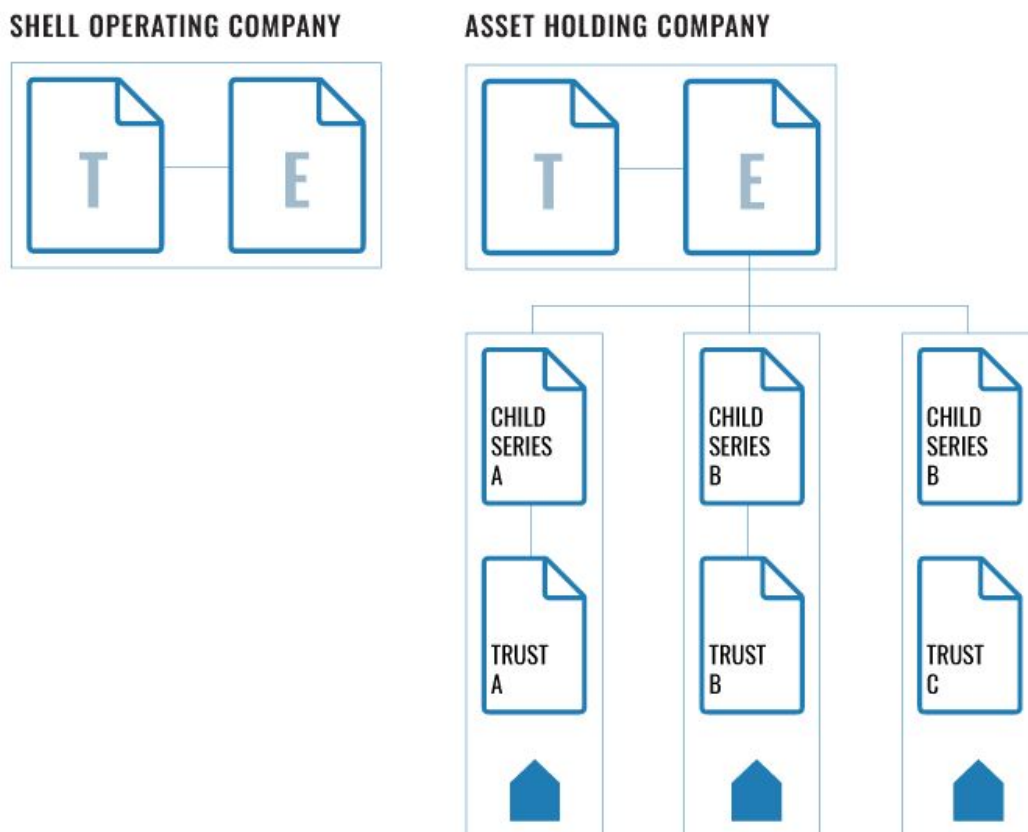 SHELL OPERATING COMPANY
ASSET HOLDING COMPANY
T
E
T
E
CHILD
SERIES
A
CHILD
SERIES
B
CHILD
SERIES
B
TRUST
A
TRUST
B
TRUST
C